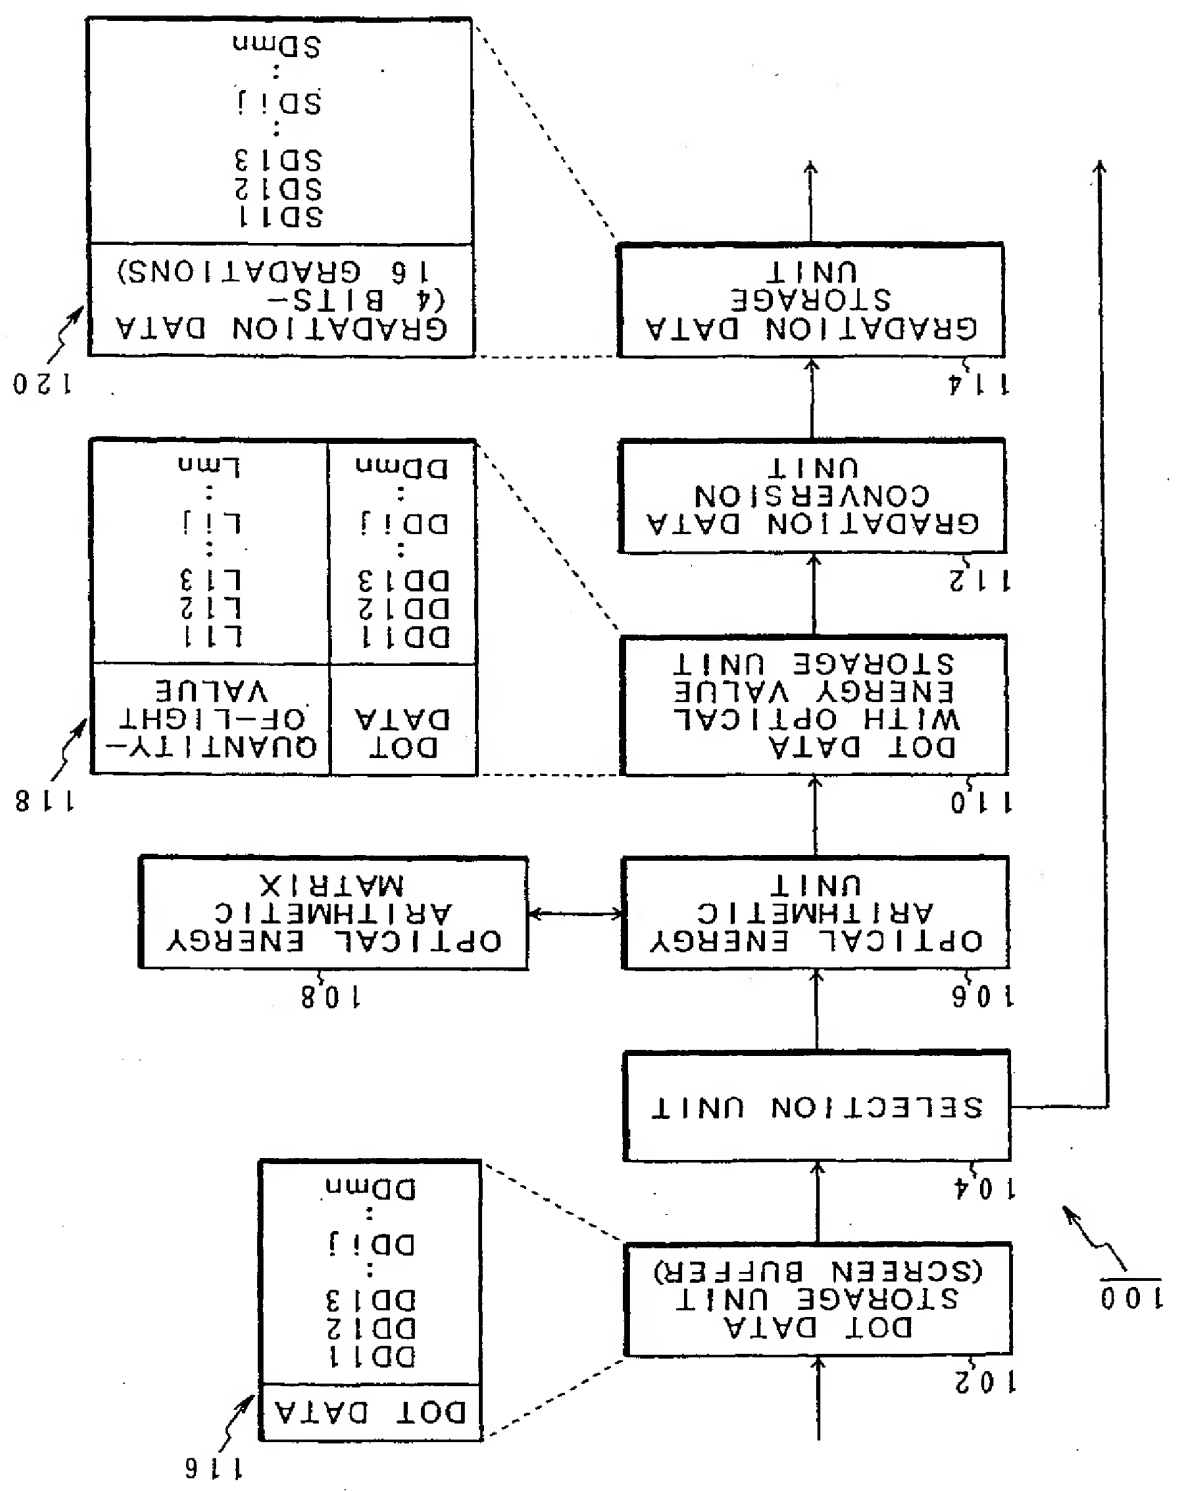 100
102
DOT DATA
STORAGE UNIT
(SCREEN BUFFER)
116
DOT DATA
DD11
DD12
DD13
:
DDij
:
DDmn
104
SELECTION UNIT
106
OPTICAL ENERGY
ARITHMETIC
UNIT
108
OPTICAL ENERGY
ARITHMETIC
MATRIX
110
DOT DATA
WITH OPTICAL
ENERGY VALUE
STORAGE UNIT
118
DOT
DATA
DD11
DD12
DD13
:
DDij
:
DDmn
QUANTITY-
OF-LIGHT
VALUE
L11
L12
L13
:
Lij
:
Lmn
112
GRADATION DATA
CONVERSION
UNIT
114
GRADATION DATA
STORAGE
UNIT
120
GRADATION DATA
(4 BITS-
16 GRADATIONS)
SD11
SD12
SD13
:
SDij
:
SDmn